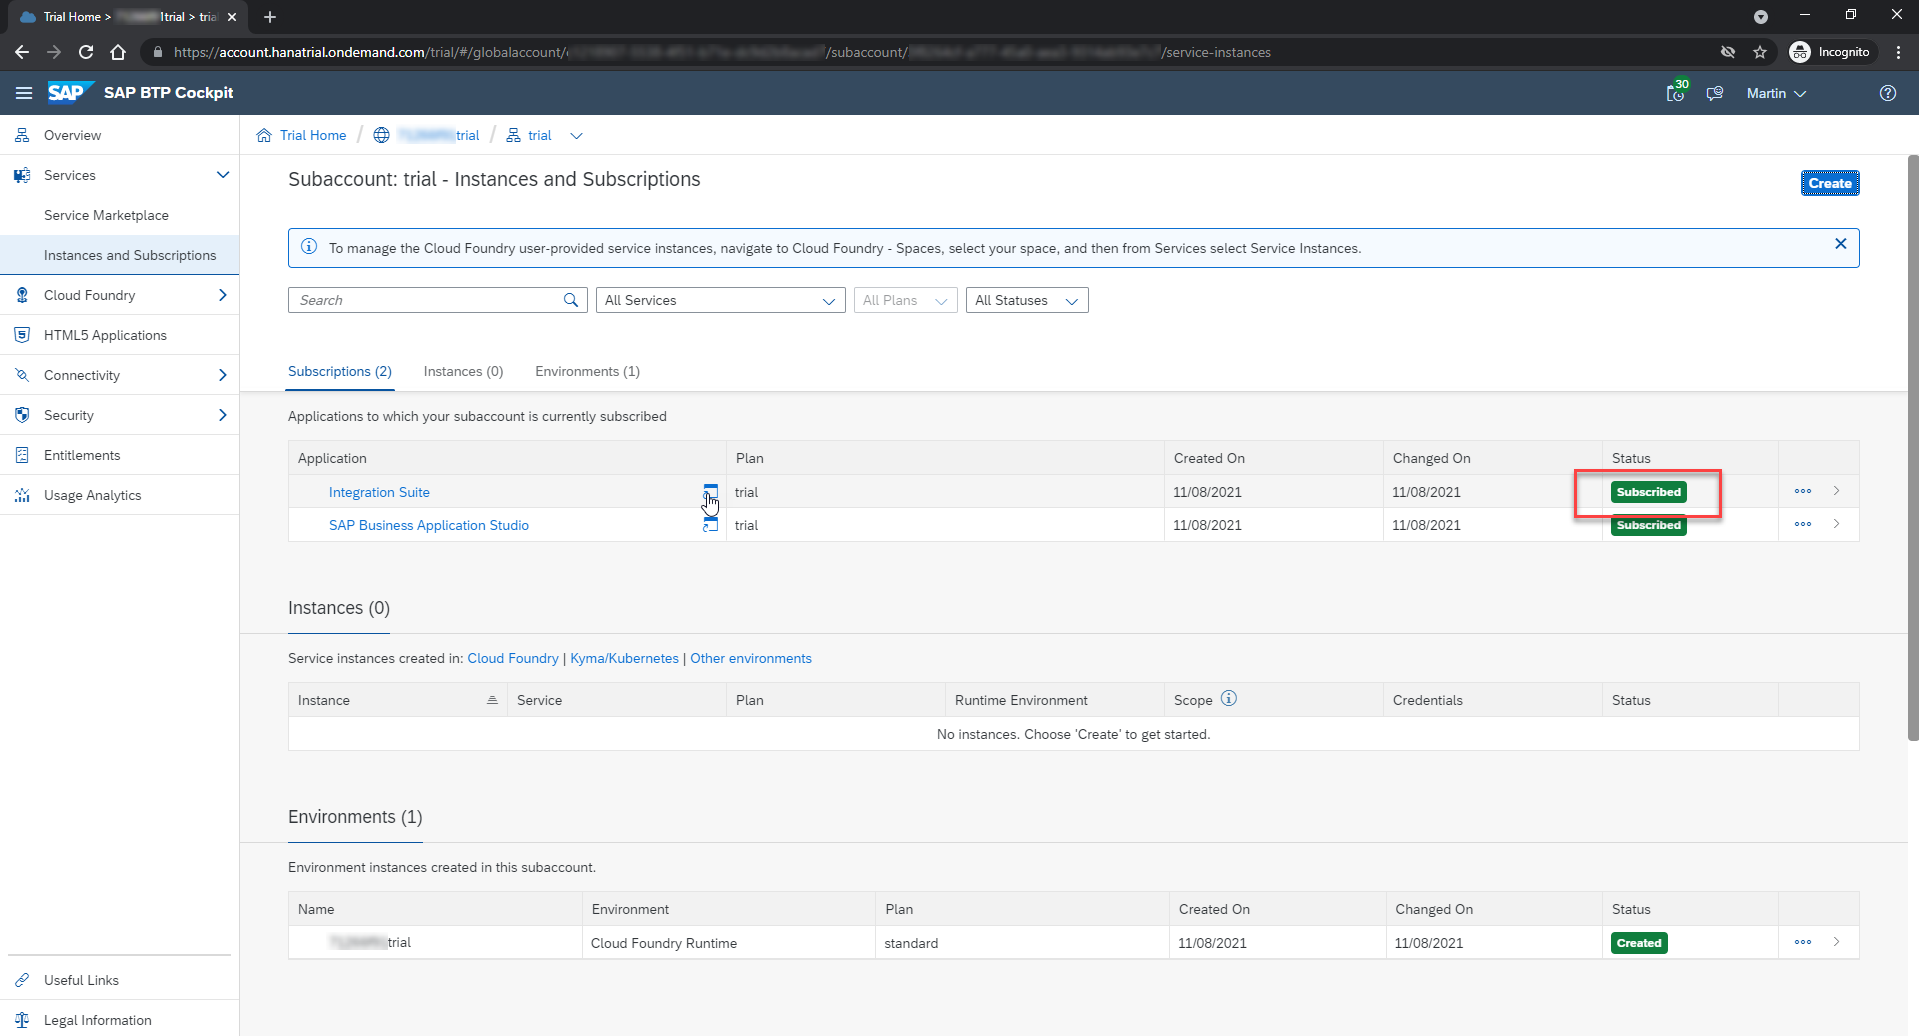 Trial Home > 1trial > trial
https://account.hanatrial.ondemand.com/trial/#/globalaccount/ /subaccount/ /service-instances
Incognito
SAP
SAP BTP Cockpit
30
Martin
Overview
Services
Service Marketplace
Instances and Subscriptions
Cloud Foundry
HTML5 Applications
Connectivity
Security
Entitlements
Usage Analytics
Useful Links
Legal Information
Trial Home / trial / trial
Subaccount: trial - Instances and Subscriptions
Create
To manage the Cloud Foundry user-provided service instances, navigate to Cloud Foundry - Spaces, select your space, and then from Services select Service Instances.
Search
All Services
All Plans
All Statuses
Subscriptions (2)
Instances (0)
Environments (1)
Applications to which your subaccount is currently subscribed
Application Plan Created On Changed On Status
Integration Suite trial 11/08/2021 11/08/2021 Subscribed
SAP Business Application Studio trial 11/08/2021 11/08/2021 Subscribed
Instances (0)
Service instances created in: Cloud Foundry | Kyma/Kubernetes | Other environments
Instance Service Plan Runtime Environment Scope Credentials Status
No instances. Choose 'Create' to get started.
Environments (1)
Environment instances created in this subaccount.
Name Environment Plan Created On Changed On Status
trial Cloud Foundry Runtime standard 11/08/2021 11/08/2021 Created